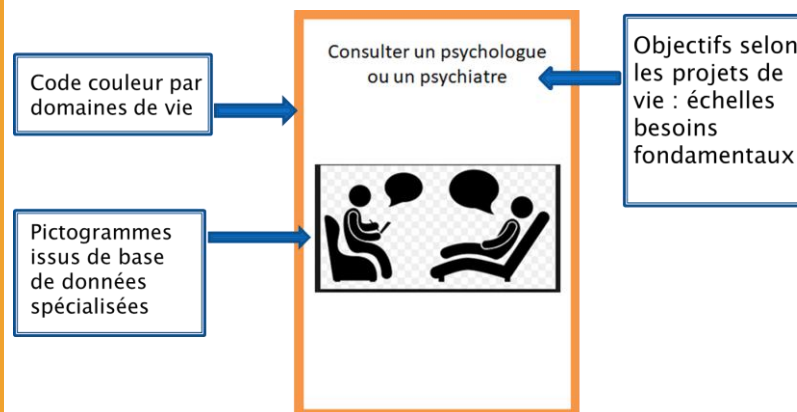 Code couleur par
domaines de vie
Consulter un psychologue
ou un psychiatre
Objectifs selon
les projets de
vie : échelles
besoins
fondamentaux
Pictogrammes
issus de base
de données
spécialisées